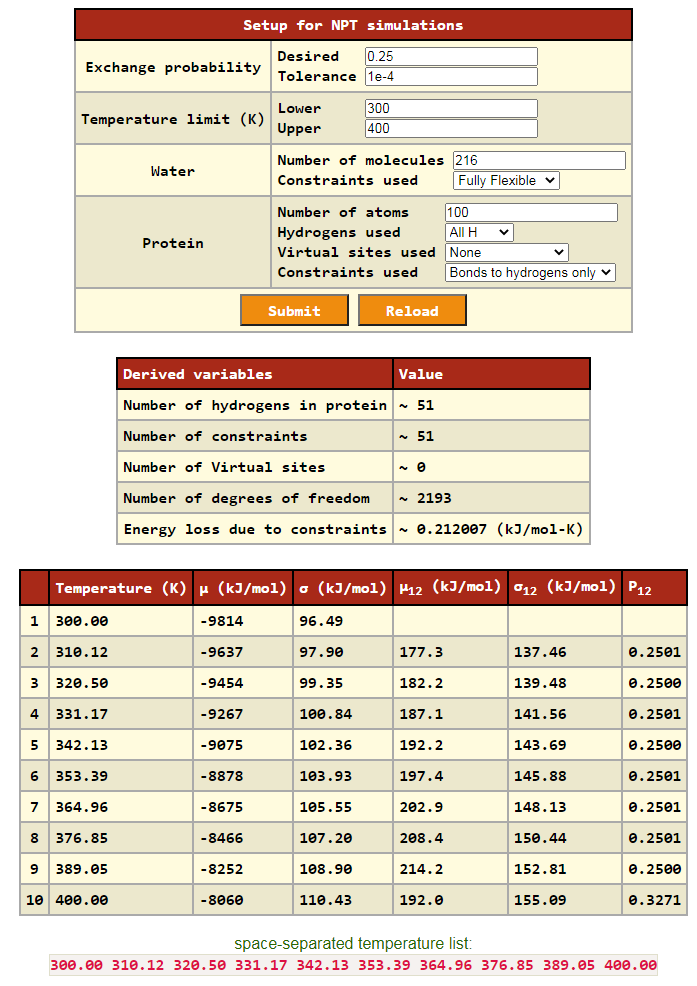 Setup for NPT simulations
Exchange probability
Desired 0.25
Tolerance 1e-4
Temperature limit (K)
Lower 300
Upper 400
Water
Number of molecules 216
Constraints used Fully Flexible
Protein
Number of atoms 100
Hydrogens used All H
Virtual sites used None
Constraints used Bonds to hydrogens only
Submit Reload
Derived variables Value
Number of hydrogens in protein ~ 51
Number of constraints ~ 51
Number of Virtual sites ~ 0
Number of degrees of freedom ~ 2193
Energy loss due to constraints ~ 0.212007 (kJ/mol-K)
Temperature (K) μ (kJ/mol) σ (kJ/mol) μ12 (kJ/mol) σ12 (kJ/mol) P12
1 300.00 -9814 96.49
2 310.12 -9637 97.90 177.3 137.46 0.2501
3 320.50 -9454 99.35 182.2 139.48 0.2500
4 331.17 -9267 100.84 187.1 141.56 0.2501
5 342.13 -9075 102.36 192.2 143.69 0.2500
6 353.39 -8878 103.93 197.4 145.88 0.2501
7 364.96 -8675 105.55 202.9 148.13 0.2501
8 376.85 -8466 107.20 208.4 150.44 0.2501
9 389.05 -8252 108.90 214.2 152.81 0.2500
10 400.00 -8060 110.43 192.0 155.09 0.3271
space-separated temperature list:
300.00 310.12 320.50 331.17 342.13 353.39 364.96 376.85 389.05 400.00